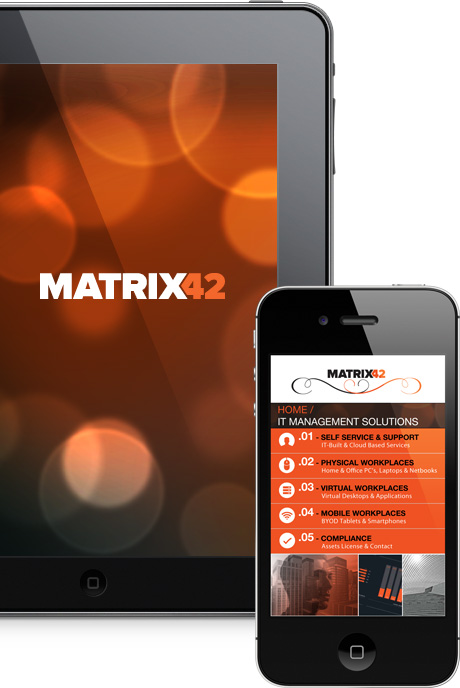 MATRIX42
MATRIX42
HOME /
IT MANAGEMENT SOLUTIONS
.01 - SELF SERVICE & SUPPORT
IT-Built & Cloud Based Services
.02 - PHYSICAL WORKPLACES
Home & Office PC's, Laptops & Netbooks
.03 - VIRTUAL WORKPLACES
Virtual Desktops & Applications
.04 - MOBILE WORKPLACES
BYOD Tablets & Smartphones
.05 - COMPLIANCE
Assets License & Contact